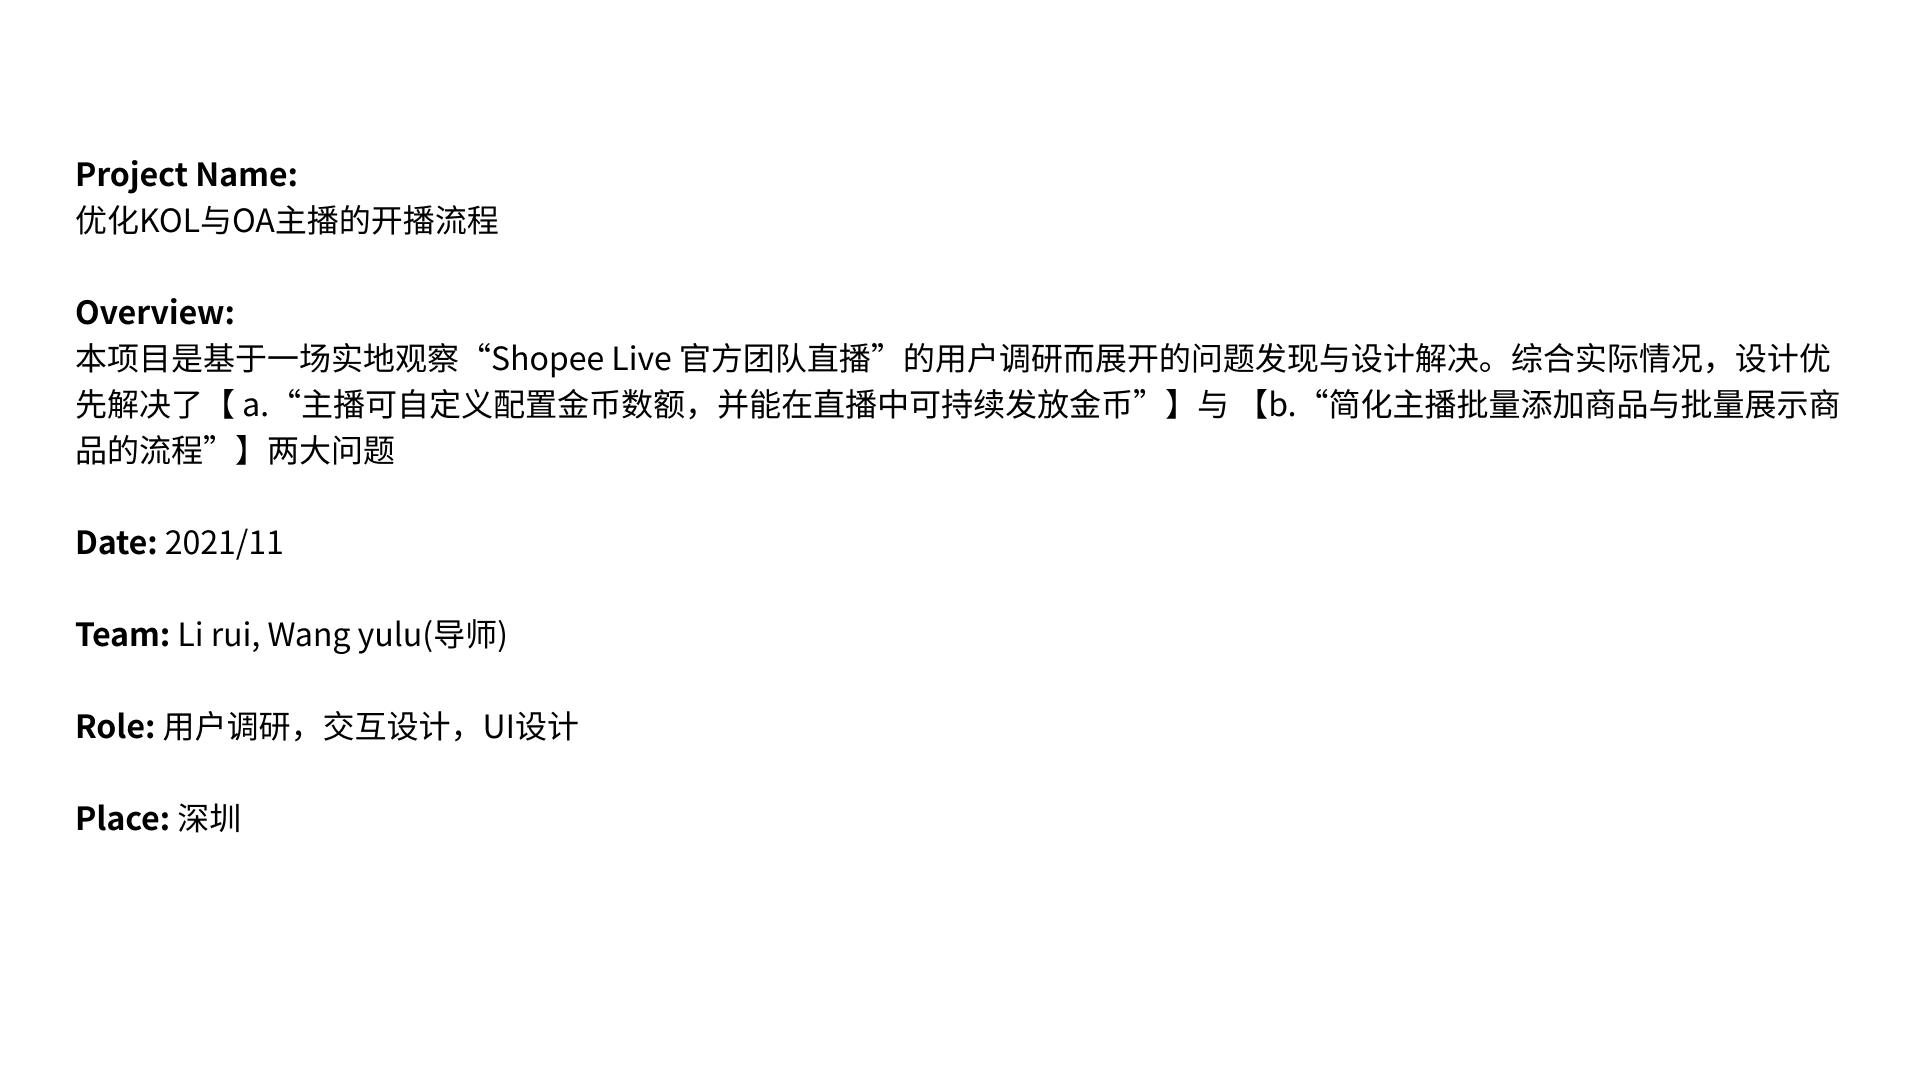 Project Name:
优化KOL与OA主播的开播流程
Overview:
本项目是基于一场实地观察“Shopee Live 官方团队直播”的用户调研而展开的问题发现与设计解决。综合实际情况，设计优
先解决了【 a.“主播可自定义配置金币数额，并能在直播中可持续发放金币”】与 【b.“简化主播批量添加商品与批量展示商
品的流程”】两大问题
Date: 2021/11
Team: Li rui, Wang yulu(导师)
Role: 用户调研，交互设计，UI设计
Place: 深圳